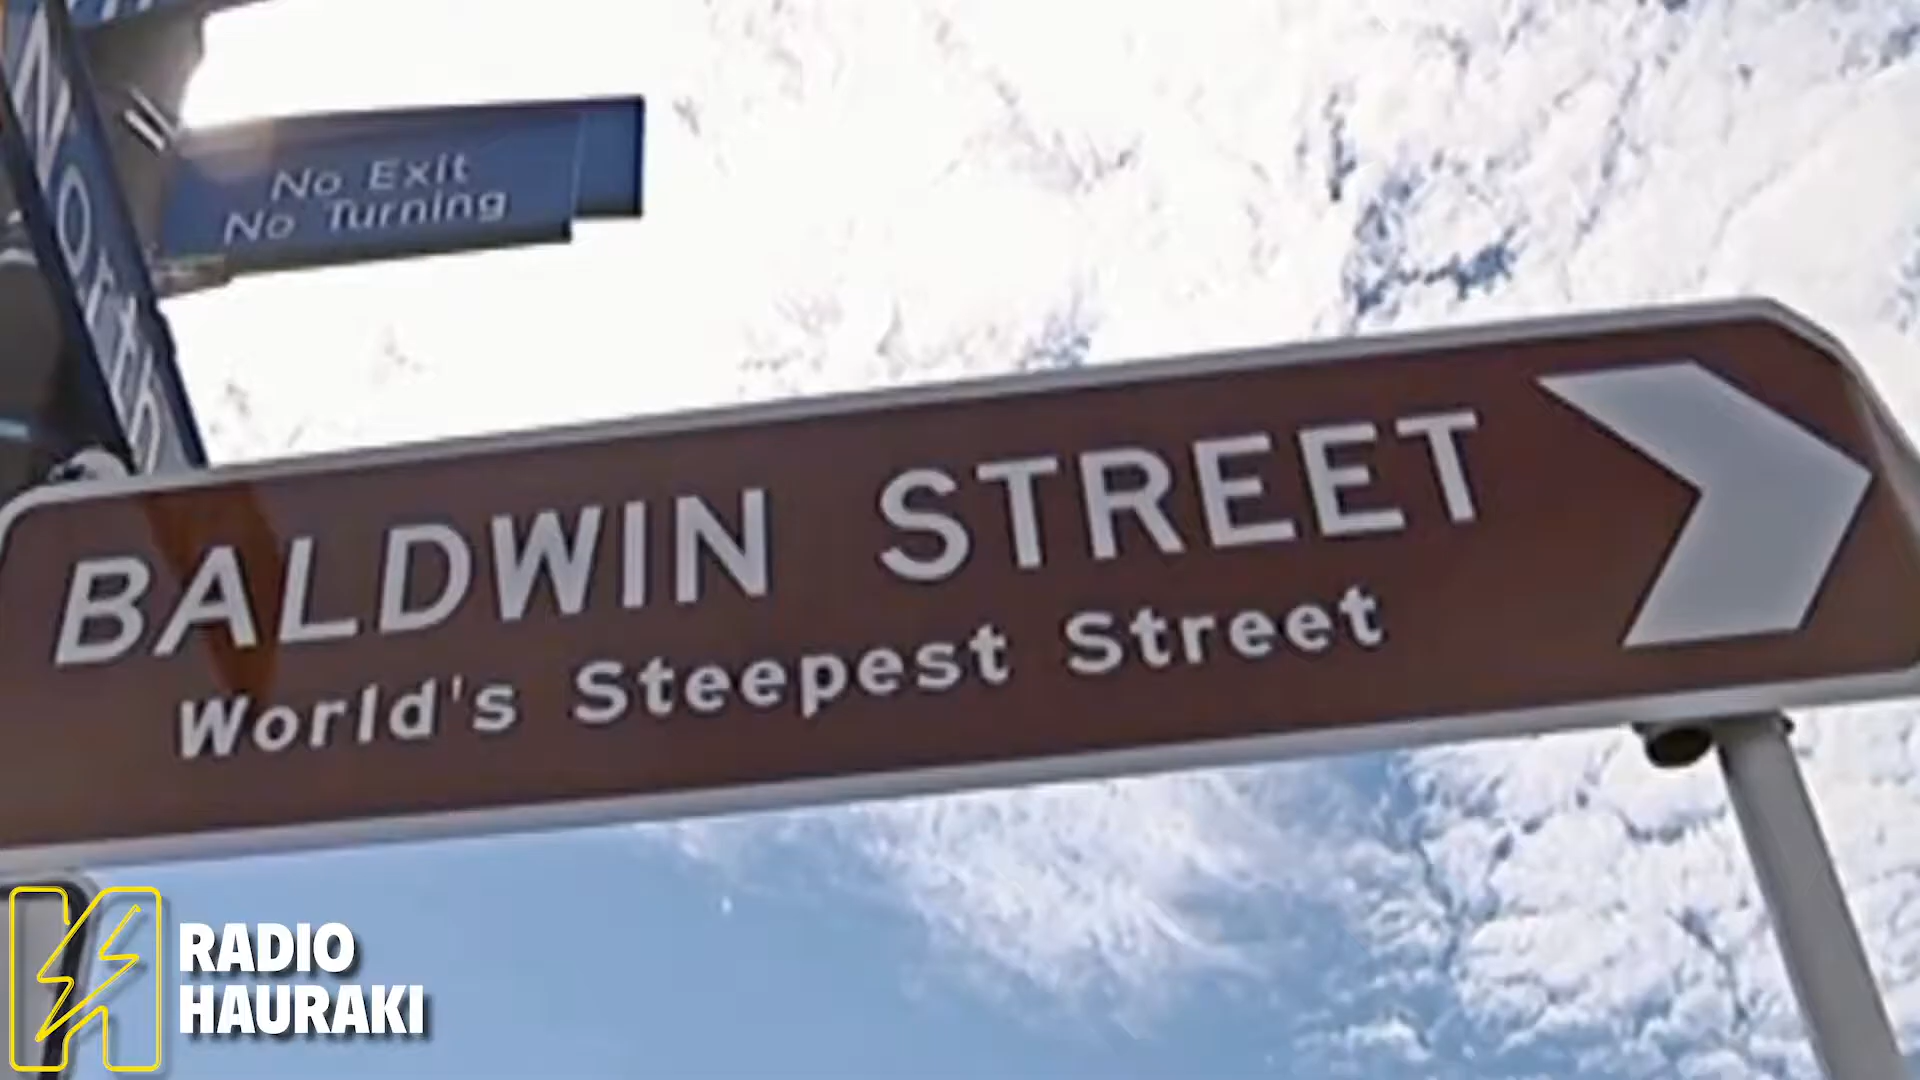 North
No Exit
No Turning
BALDWIN STREET
World's Steepest Street
RADIO
HAURAKI